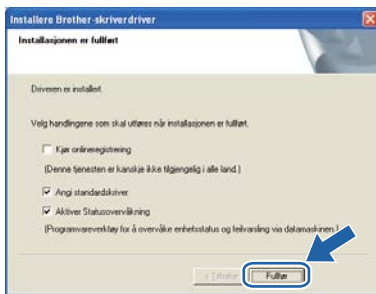 Installere Brother-skriverdriver
Installasjonen er fullført
Driveren er installert.
Velg handlingene som skal utføres når installasjonen er fullført.
Kjør onlineregistering
(Denne tjenesten er kanskje ikke tilgjengelig i alle land.)
Angi standardskriver
Aktiver Statusovervåkning
(Programvareverktøy for å overvåke enhetsstatus og feilvarsling via datamaskinen.)
< Tilbake
Fullfør